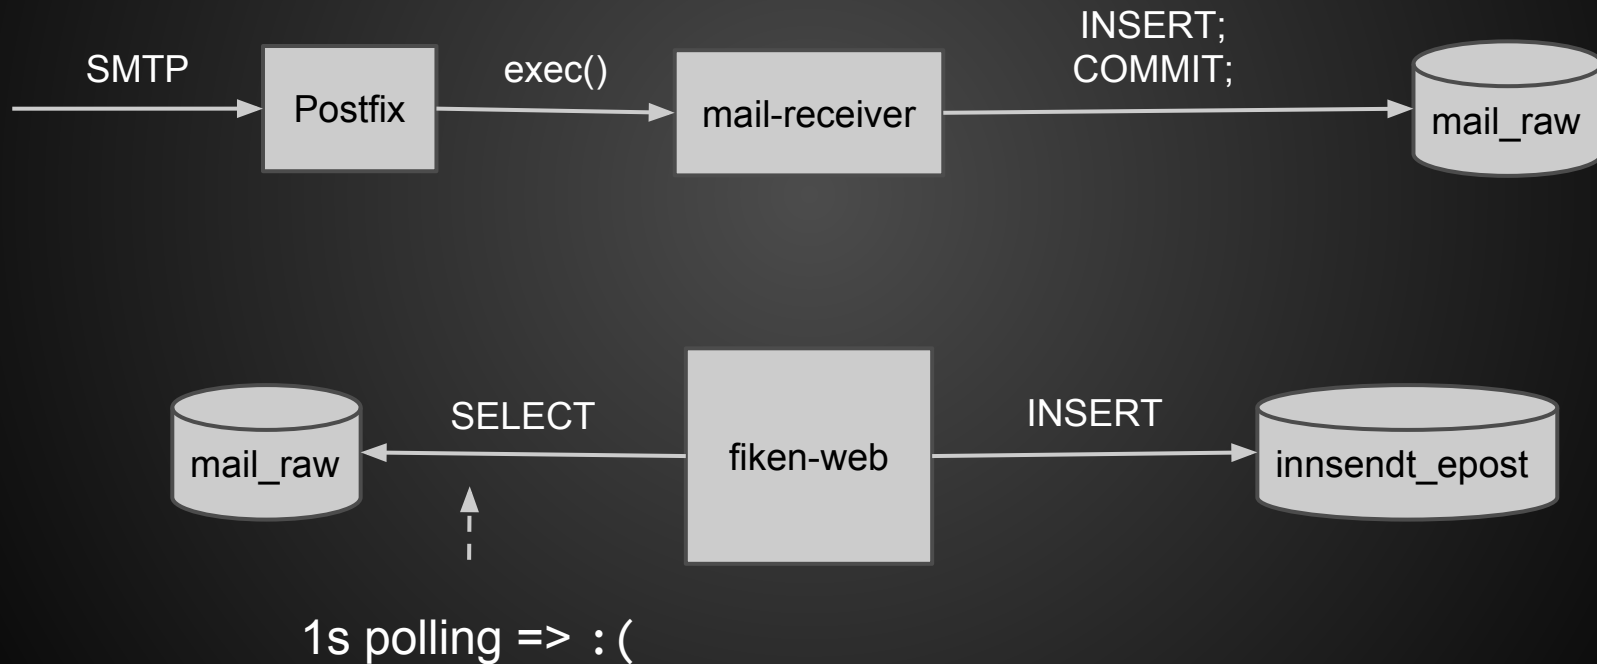 SMTP
Postfix
exec()
mail-receiver
INSERT;
COMMIT;
mail_raw
mail_raw
SELECT
fiken-web
INSERT
innsendt_epost
1s polling => :(